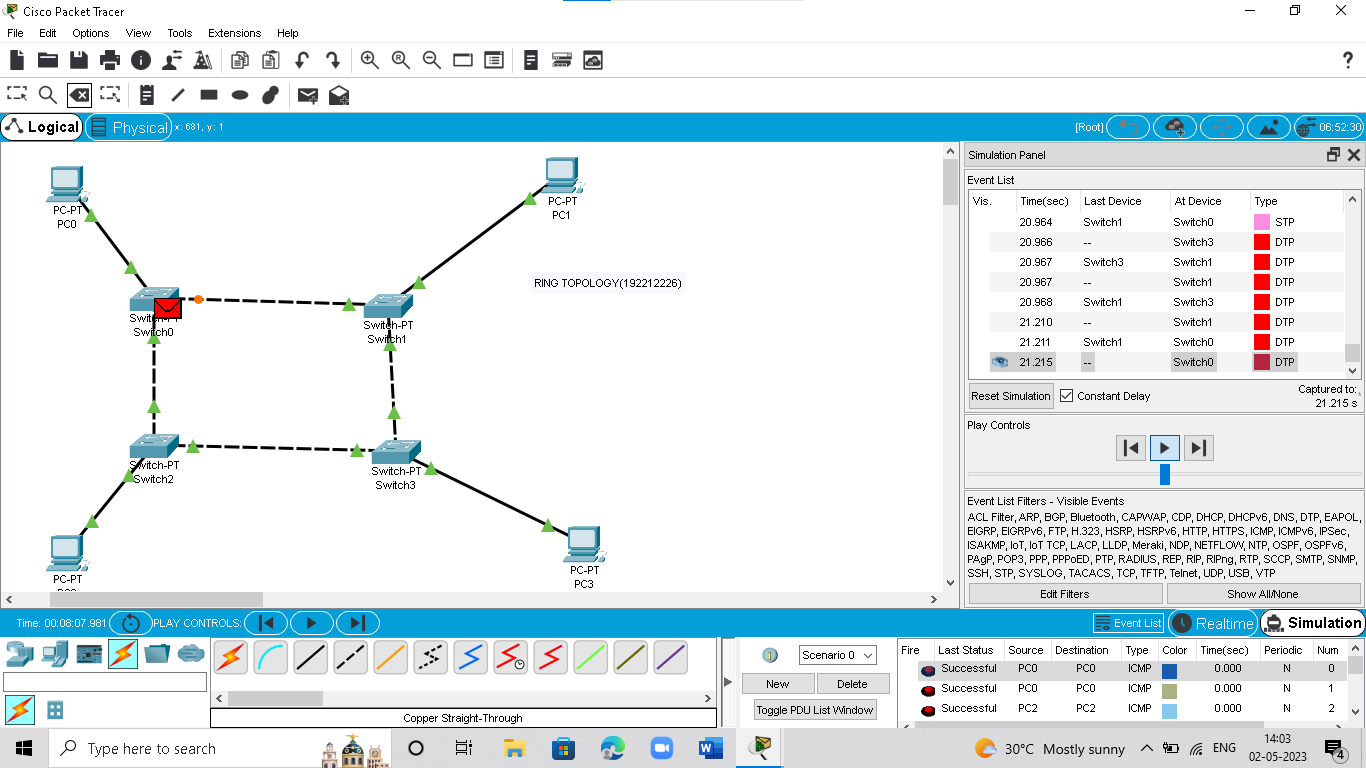 Cisco Packet Tracer
File Edit Options View Tools Extensions Help
?
Logical Physical x: 681, y: 1 [Root] 06:52:30
PC-PT
PC0
PC-PT
PC1
RING TOPOLOGY(192212226)
Switch-PT
Switch0
Switch-PT
Switch1
Switch-PT
Switch2
Switch-PT
Switch3
PC-PT
PC-PT
PC3
Simulation Panel
Event List
Vis. Time(sec) Last Device At Device Type
20.964 Switch1 Switch0 STP
20.966 -- Switch3 DTP
20.967 Switch3 Switch1 DTP
20.967 -- Switch1 DTP
20.968 Switch1 Switch3 DTP
21.210 -- Switch1 DTP
21.211 Switch1 Switch0 DTP
21.215 -- Switch0 DTP
Reset Simulation Constant Delay Captured to:
21.215 s
Play Controls
Event List Filters - Visible Events
ACL Filter, ARP, BGP, Bluetooth, CAPWAP, CDP, DHCP, DHCPv6, DNS, DTP, EAPOL,
EIGRP, EIGRPv6, FTP, H.323, HSRP, HSRPv6, HTTP, HTTPS, ICMP, ICMPv6, IPSec,
ISAKMP, IoT, IoT TCP, LACP, LLDP, Meraki, NDP, NETFLOW, NTP, OSPF, OSPFv6,
PAgP, POP3, PPP, PPPoED, PTP, RADIUS, REP, RIP, RIPng, RTP, SCCP, SMTP, SNMP,
SSH, STP, SYSLOG, TACACS, TCP, TFTP, Telnet, UDP, USB, VTP
Edit Filters Show All/None
Time: 00:08:07.981 PLAY CONTROLS: Event List Realtime Simulation
Copper Straight-Through
Scenario 0
New Delete
Toggle PDU List Window
Fire Last Status Source Destination Type Color Time(sec) Periodic Num
Successful PC0 PC0 ICMP 0.000 N 0
Successful PC0 PC0 ICMP 0.000 N 1
Successful PC2 PC2 ICMP 0.000 N 2
Type here to search
30°C Mostly sunny ENG 14:03
02-05-2023
4